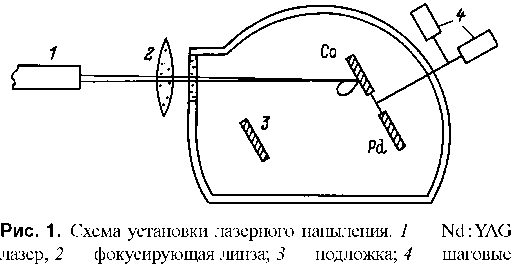 1
2
Co
4
3
Pd
Рис. 1. Схема установки лазерного напыления. 1 Nd:YAG
лазер, 2 фокусирующая линза; 3 подложка; 4 шаговые